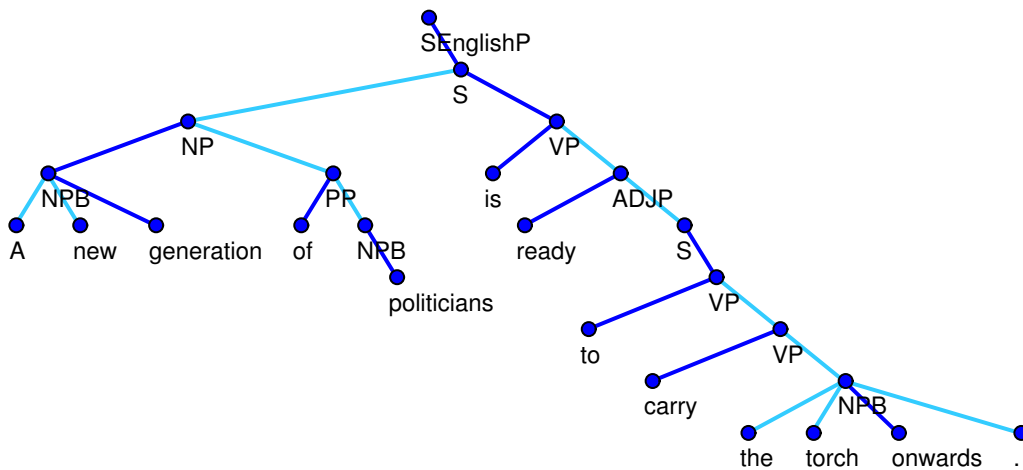 SEnglishP
S
NP VP
NPB PP is ADJP
A new generation of NPB ready S
politicians VP
to VP
carry NPB
the torch onwards .